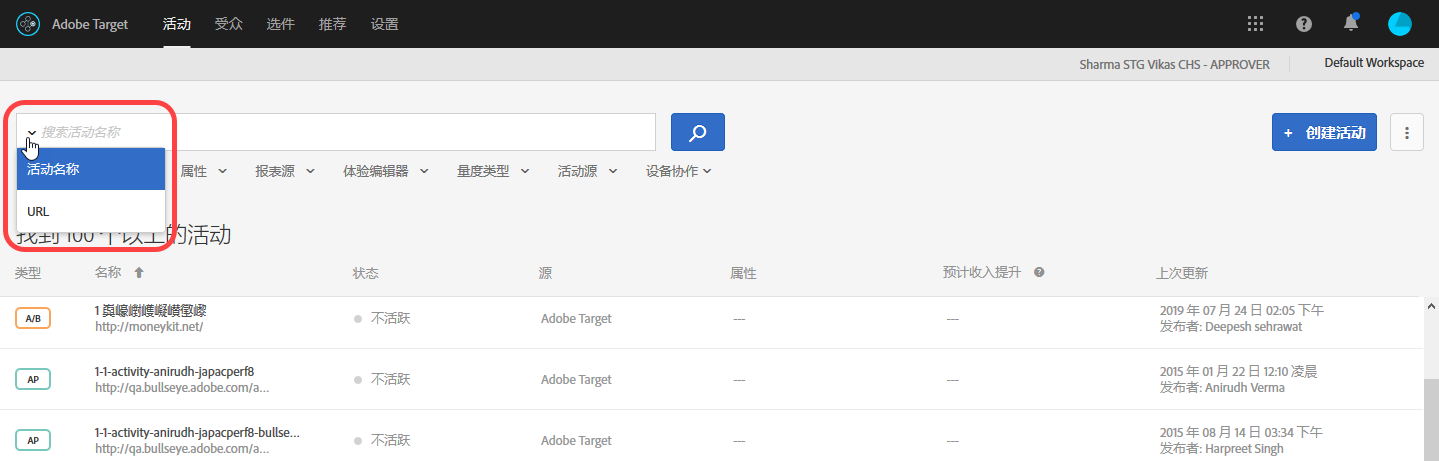 Adobe Target 活动 受众 选件 推荐 设置
Sharma STG Vikas CHS - APPROVER Default Workspace
搜索活动名称
+ 创建活动
活动名称
属性 报表源 体验编辑器 量度类型 活动源 设备协作
URL
找到 100 个以上的活动
类型 名称 状态 源 属性 预计收入提升 上次更新
A/B
http://moneykit.net/
不活跃 Adobe Target --- --- 2019 年 07 月 24 日 02:05 下午
发布者: Deepesh sehrawat
AP 1-1-activity-anirudh-japacperf8
http://qa.bullseye.adobe.com/a...
不活跃 Adobe Target --- --- 2015 年 01 月 22 日 12:10 凌晨
发布者: Anirudh Verma
AP 1-1-activity-anirudh-japacperf8-bullse...
http://qa.bullseye.adobe.com/a...
不活跃 Adobe Target --- --- 2015 年 08 月 14 日 03:34 下午
发布者: Harpreet Singh